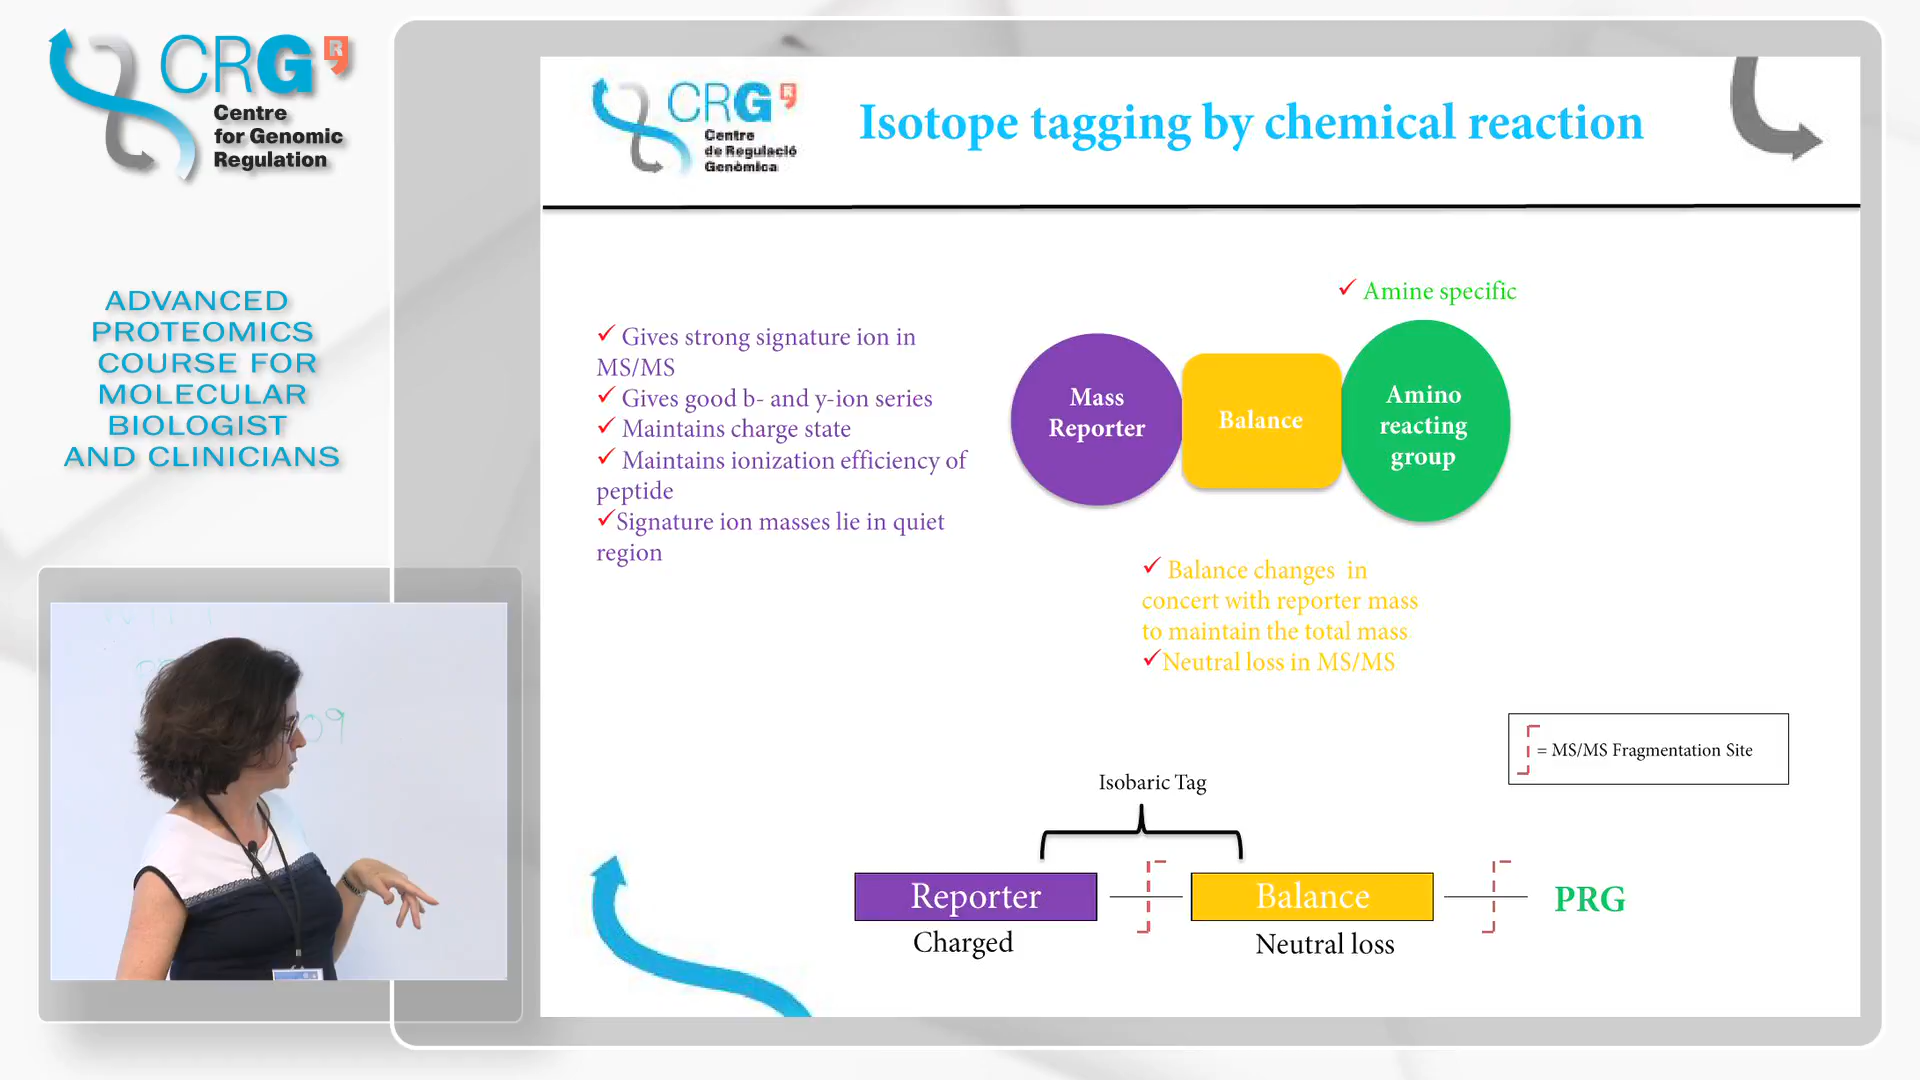 CRG
R
Centre
for Genomic
Regulation
ADVANCED
PROTEOMICS
COURSE FOR
MOLECULAR
BIOLOGIST
AND CLINICIANS
CRG
R
Centre
de Regulació
Genòmica
Isotope tagging by chemical reaction
✓ Gives strong signature ion in
MS/MS
✓ Gives good b- and y-ion series
✓ Maintains charge state
✓ Maintains ionization efficiency of
peptide
✓Signature ion masses lie in quiet
region
✓ Amine specific
Mass
Reporter
Balance
Amino
reacting
group
✓ Balance changes in
concert with reporter mass
to maintain the total mass
✓Neutral loss in MS/MS
= MS/MS Fragmentation Site
Isobaric Tag
Reporter
Balance
PRG
Charged
Neutral loss